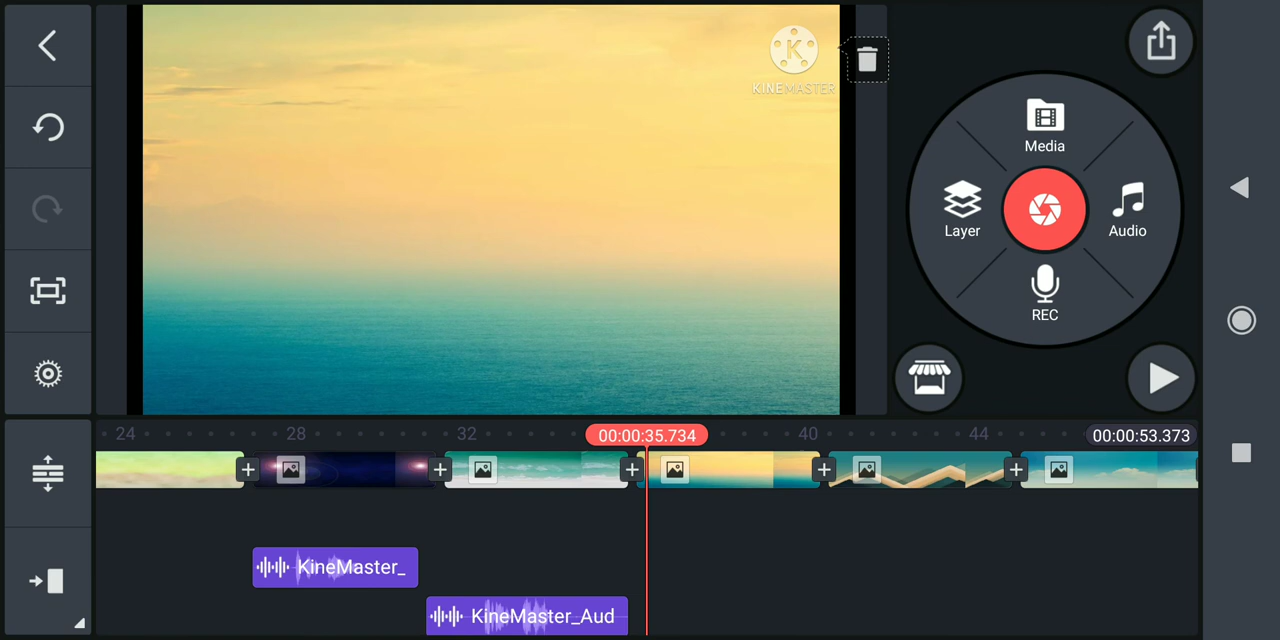 KINEMASTER
Media
Layer
Audio
REC
24
28
32
00:00:35.734
40
44
00:00:53.373
KineMaster_
KineMaster_Aud